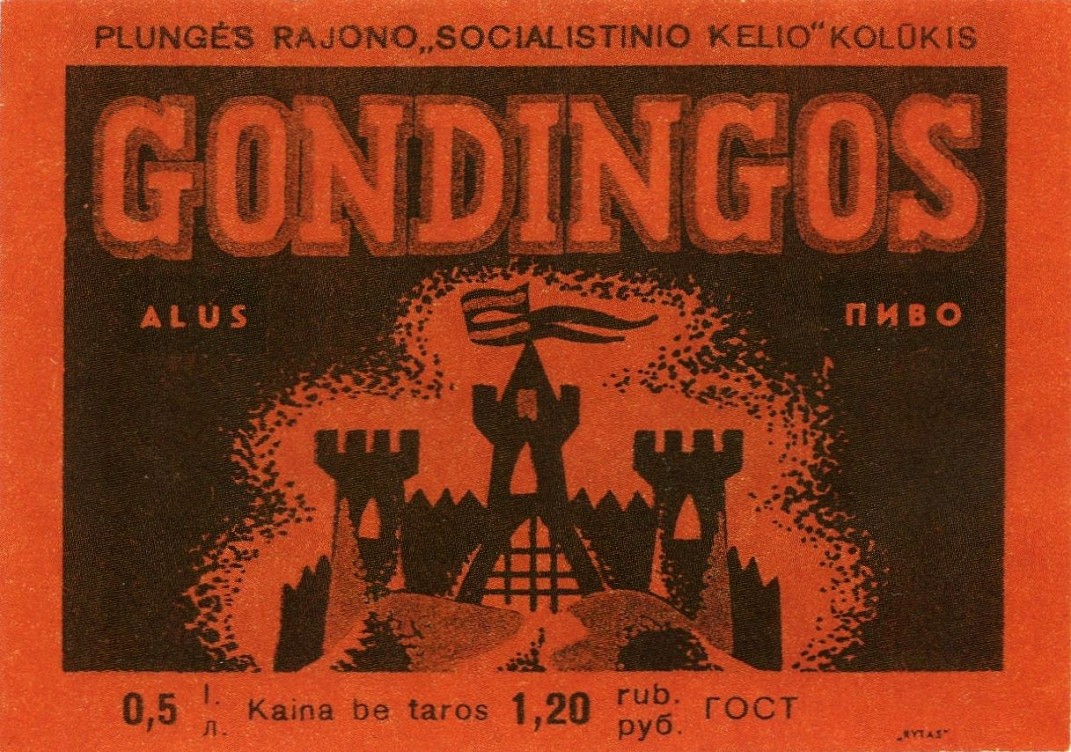 PLUNGĖS RAJONO „SOCIALISTINIO KELIO“ KOLŪKIS
GONDINGOS
ALUS ПИВО
0,5 l. л. Kaina be taros 1,20 rub. руб. ГОСТ
„RYTAS“